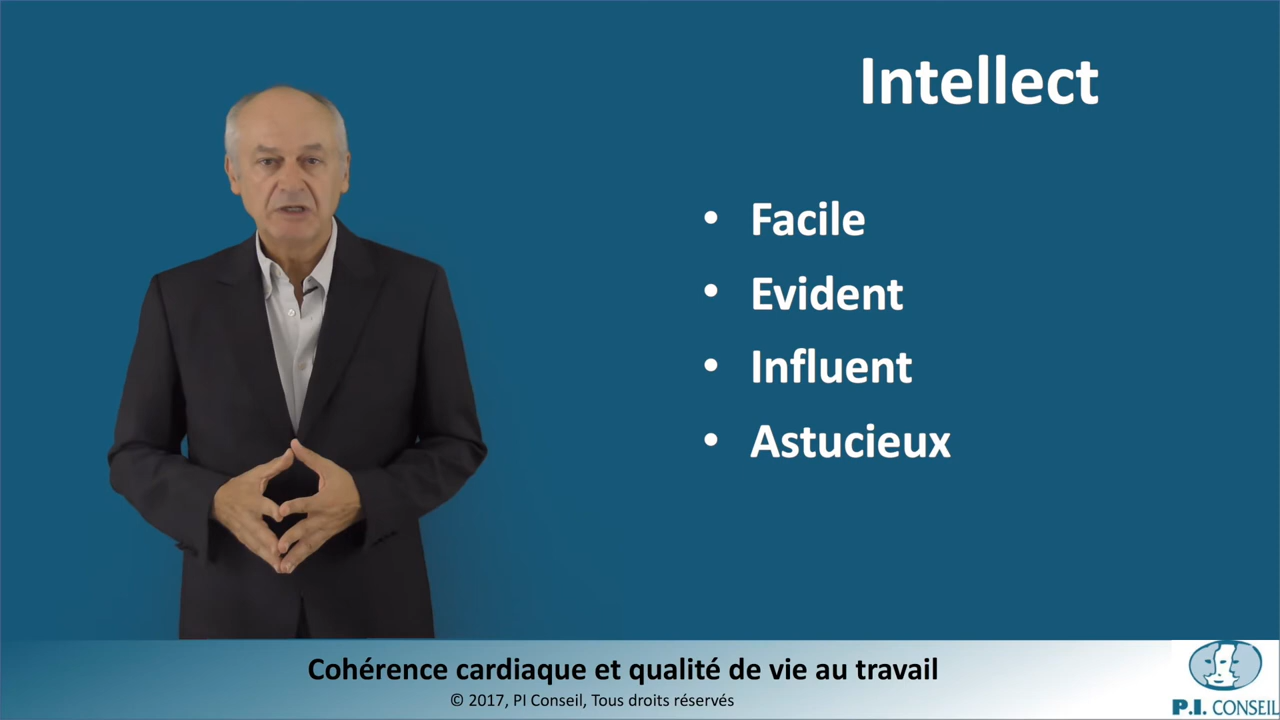 Intellect
• Facile
• Evident
• Influent
• Astucieux
Cohérence cardiaque et qualité de vie au travail
© 2017, PI Conseil, Tous droits réservés
P.I. CONSEIL